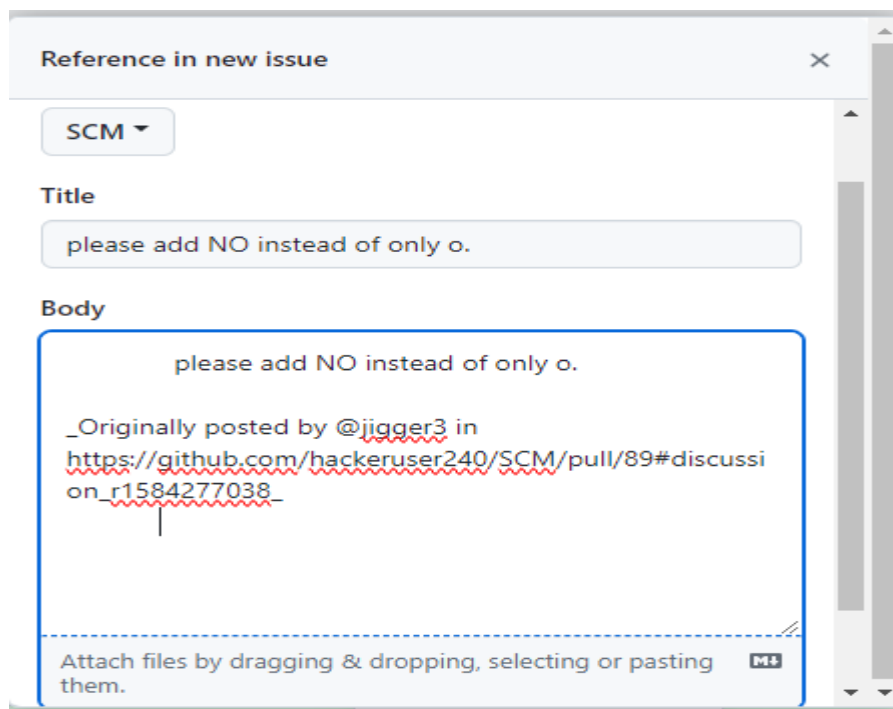 Reference in new issue
SCM
Title
please add NO instead of only o.
Body
please add NO instead of only o.
_Originally posted by @jigger3 in
https://github.com/hackeruser240/SCM/pull/89#discussi
on_r1584277038_
Attach files by dragging & dropping, selecting or pasting
them.